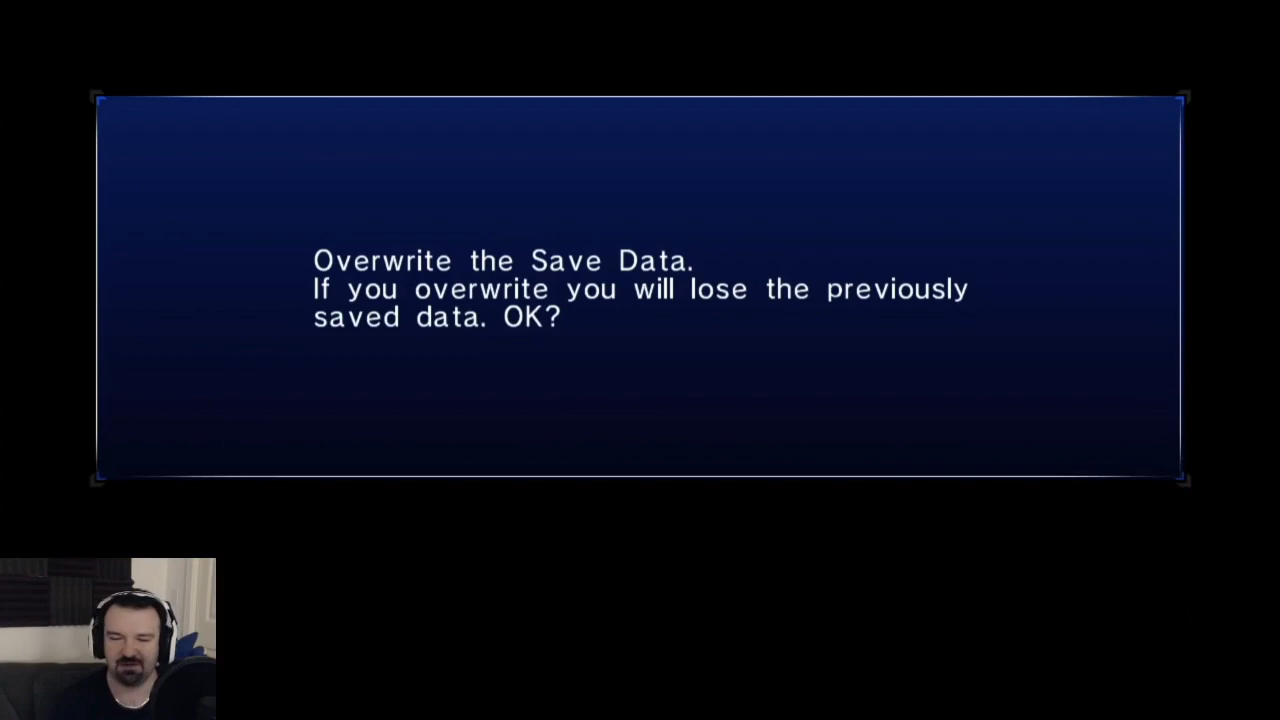 Overwrite the Save Data.
If you overwrite you will lose the previously
saved data. OK?